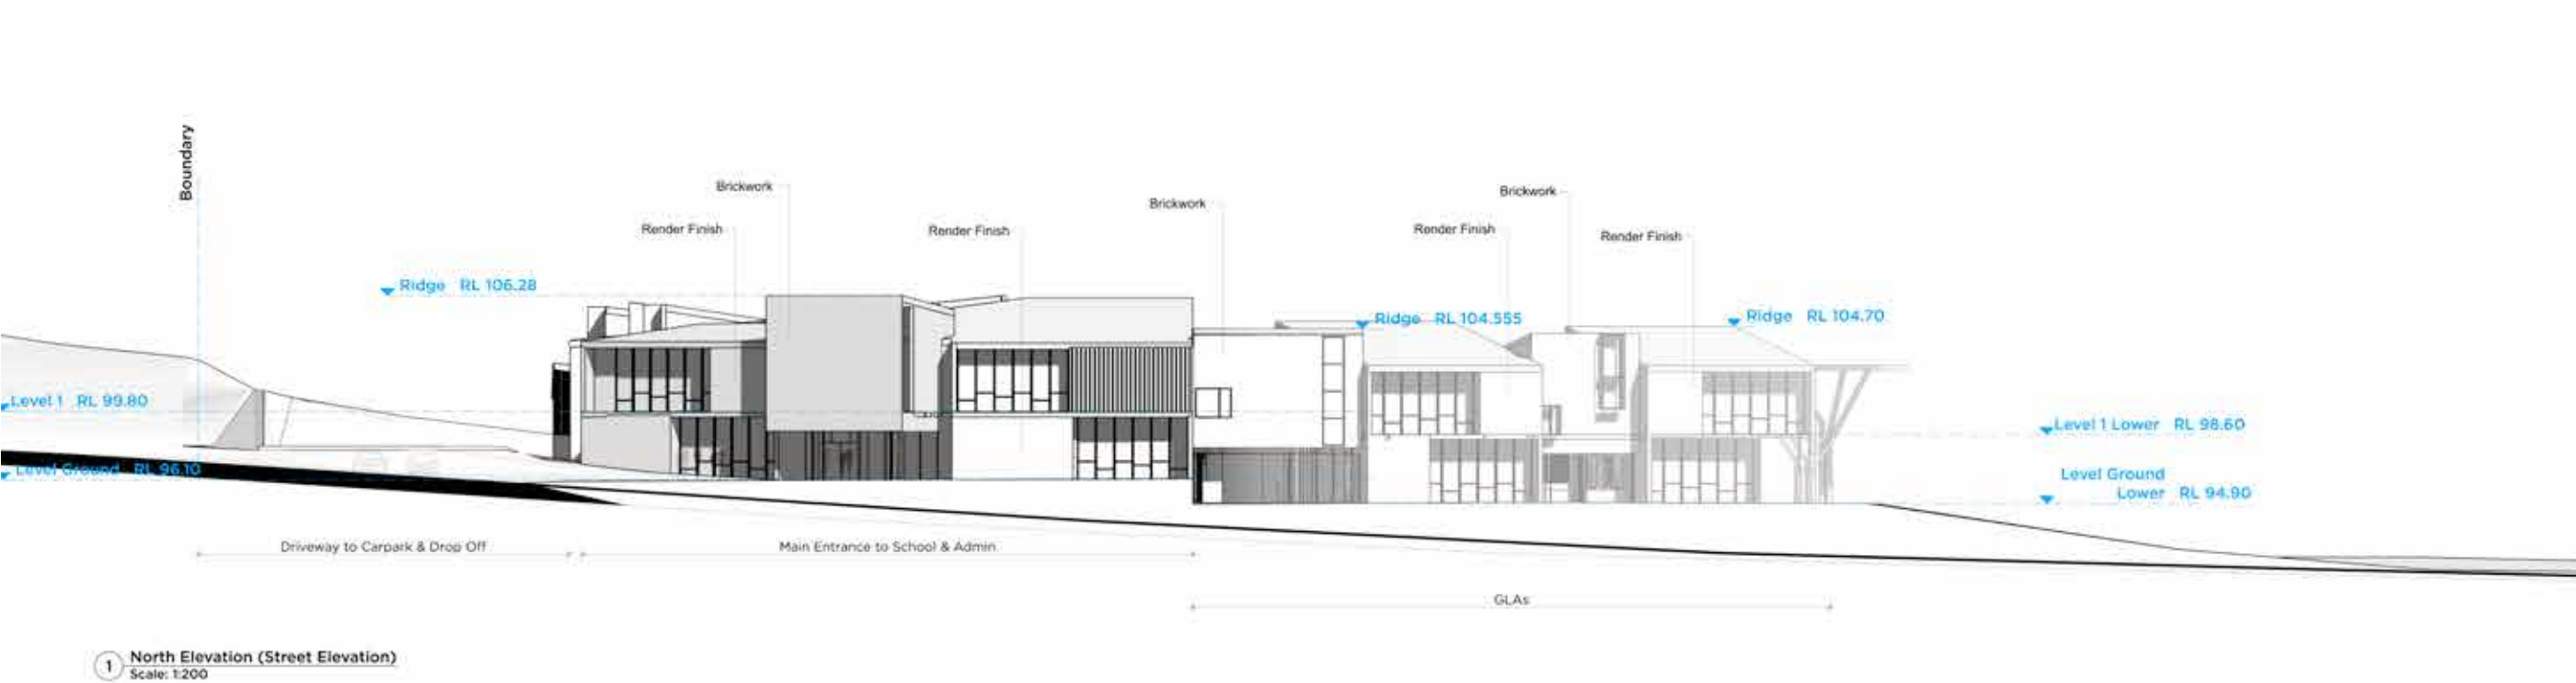 Boundary
Brickwork
Brickwork
Brickwork
Render Finish
Render Finish
Render Finish
Render Finish
Ridge RL 106.28
Ridge RL 104.555
Ridge RL 104.70
Level 1 RL 99.80
Level 1 Lower RL 98.60
Level Ground RL 96.10
Level Ground
Lower RL 94.90
Driveway to Carpark & Drop Off
Main Entrance to School & Admin
GLAs
1
North Elevation (Street Elevation)
Scale: 1:200